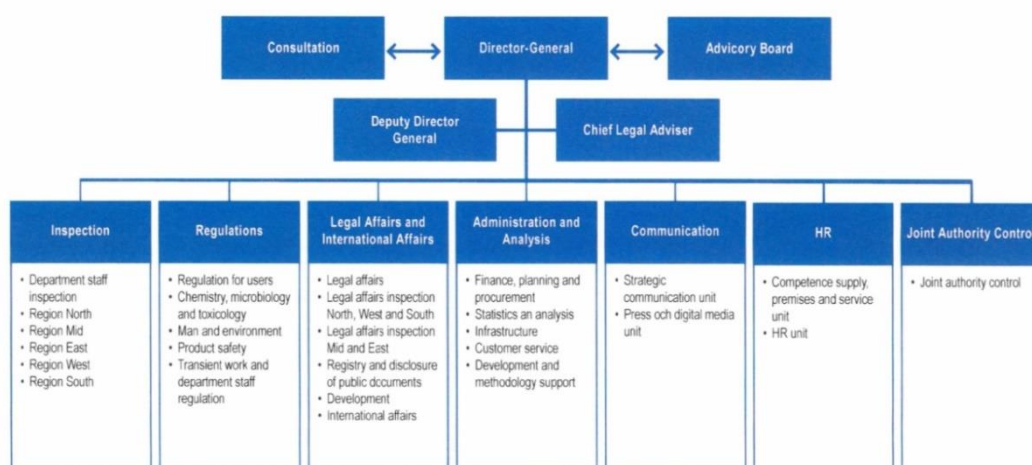 Consultation
Director-General
Advicory Board
Deputy Director
General
Chief Legal Adviser
Inspection
• Department staff
inspection
• Region North
• Region Mid
• Region East
• Region West
• Region South
Regulations
• Regulation for users
• Chemistry, microbiology
and toxicology
• Man and environment
• Product safety
• Transient work and
department staff
regulation
Legal Affairs and
International Affairs
• Legal affairs
• Legal affairs inspection
North, West and South
• Legal affairs inspection
Mid and East
• Registry and disclosure
of public documents
• Development
• International affairs
Administration and
Analysis
• Finance, planning and
procurement
• Statistics an analysis
• Infrastructure
• Customer service
• Development and
methodology support
Communication
• Strategic
communication unit
• Press och digital media
unit
HR
• Competence supply,
premises and service
unit
• HR unit
Joint Authority Control
• Joint authority control